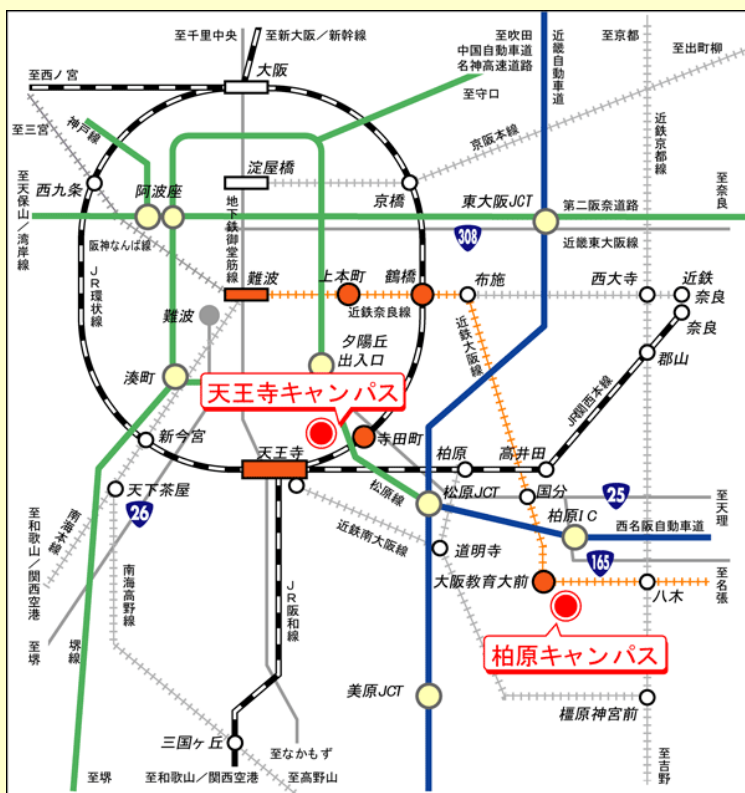 至千里中央
至新大阪／新幹線
至吹田
中国自動車道
名神高速道路
近畿自動車道
至京都
至出町柳
大阪
至西ノ宮
至守口
至三宮
神戸線
京阪本線
近鉄京都線
西九条
阿波座
淀屋橋
京橋
東大阪JCT
第二阪奈道路
至奈良
至天保山／湾岸線
地下鉄御堂筋線
308
近畿東大阪線
阪神なんば線
JR環状線
難波
上本町
鶴橋
布施
西大寺
近鉄
奈良
近鉄奈良線
難波
近鉄大阪線
奈良
夕陽丘
出入口
郡山
湊町
JR関西本線
天王寺キャンパス
新今宮
寺田町
天王寺
柏原
高井田
天下茶屋
松原線
松原JCT
国分
25
至天理
26
柏原IC
南海本線
近鉄南大阪線
西名阪自動車道
道明寺
165
至和歌山／関西空港
大阪教育大前
八木
至名張
南海高野線
JR阪和線
至堺
堺線
柏原キャンパス
美原JCT
橿原神宮前
三国ヶ丘
至なかもず
至吉野
至堺
至和歌山／関西空港
至高野山